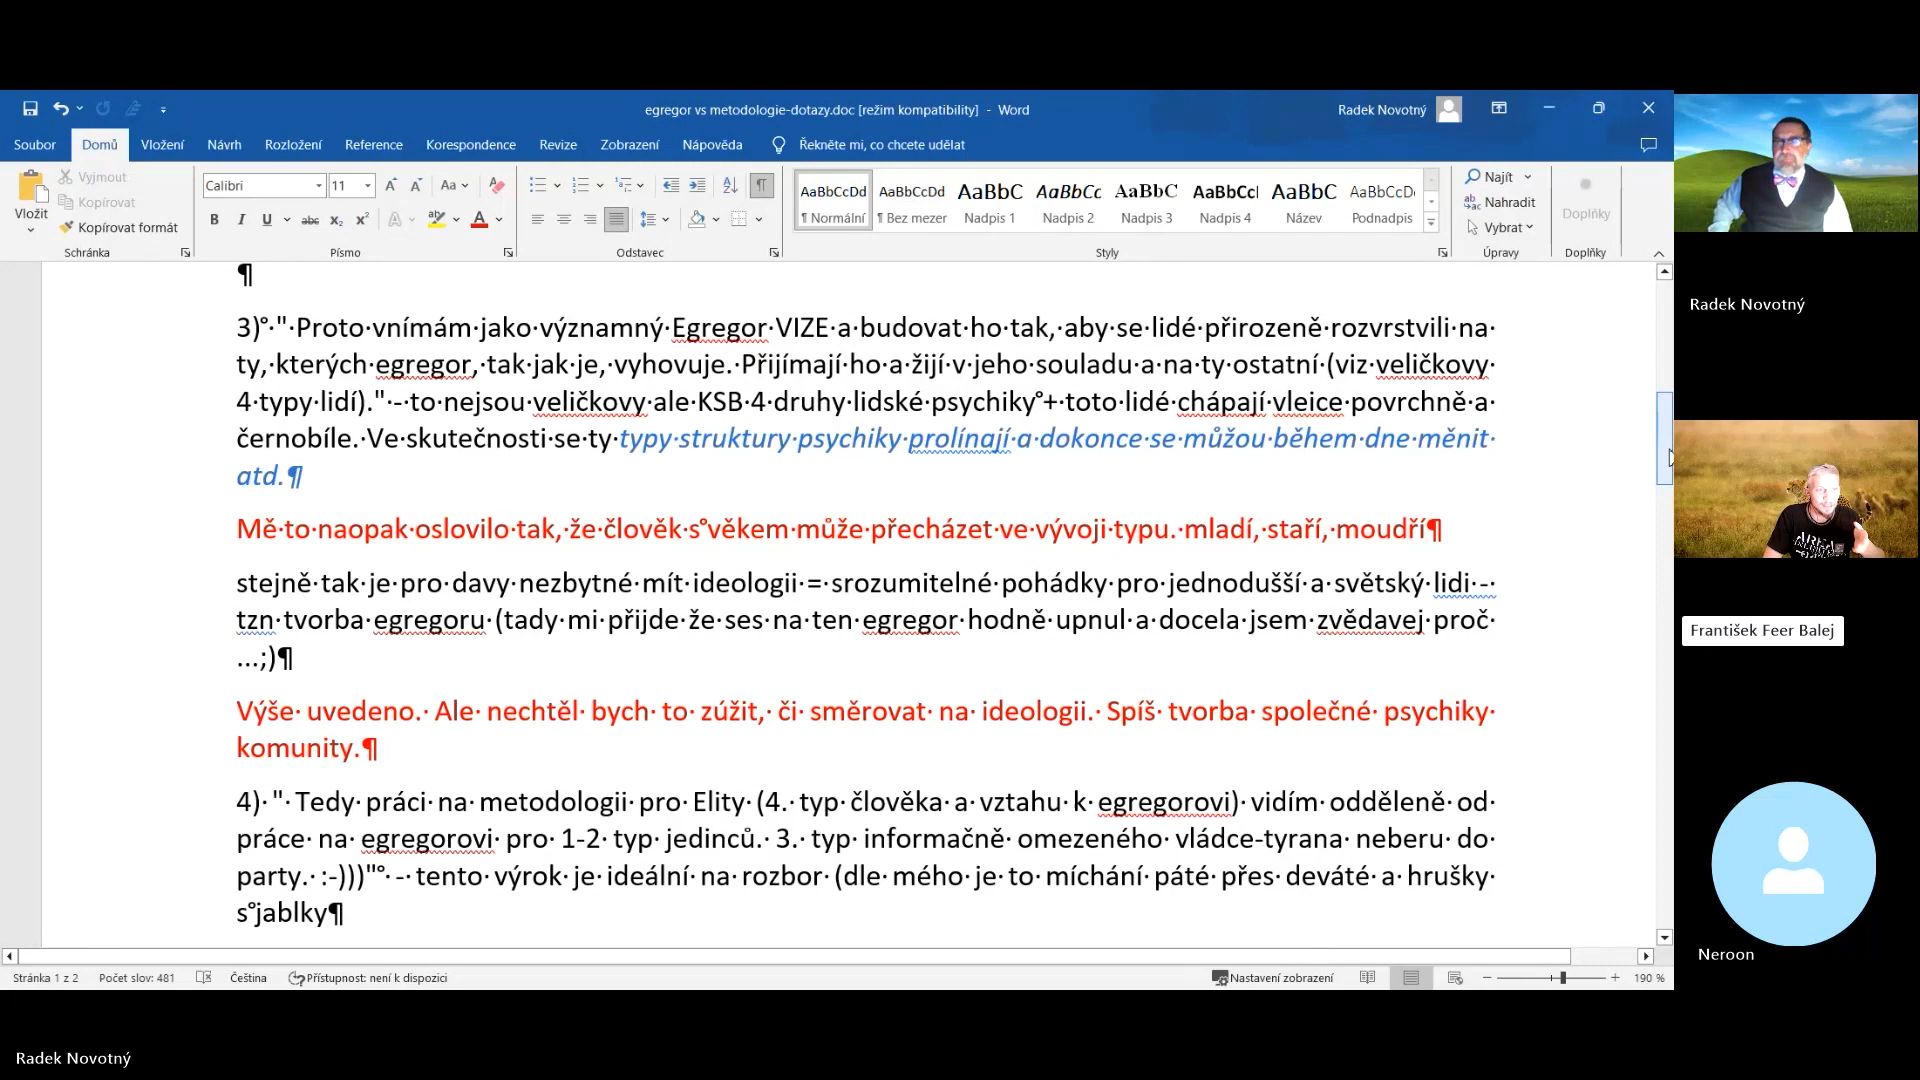 egregor vs metodologie-dotazy.doc [režim kompatibility] - Word
Radek Novotný
Soubor Domů Vložení Návrh Rozložení Reference Korespondence Revize Zobrazení Nápověda Řekněte mi, co chcete udělat
Vložit
Vyjmout
Kopírovat
Kopírovat formát
Schránka
Calibri 11
Písmo
Odstavec
AaBbCcDd AaBbCcDd AaBbC AaBbCc AaBbC AaBbCcI AaBbC AaBbCcD
¶ Normální ¶ Bez mezer Nadpis 1 Nadpis 2 Nadpis 3 Nadpis 4 Název Podnadpis
Styly
Najít
Nahradit
Vybrat
Úpravy
Doplňky
Doplňky
¶
3)°·"·Proto·vnímám·jako·významný·Egregor·VIZE·a·budovat·ho·tak,·aby·se·lidé·přirozeně·rozvrstvili·na·
ty,·kterých·egregor,·tak·jak·je,·vyhovuje.·Přijímají·ho·a·žijí·v·jeho·souladu·a·na·ty·ostatní·(viz·veličkovy·
4·typy·lidí)."·-·to·nejsou·veličkovy·ale·KSB·4·druhy·lidské·psychiky°+·toto·lidé·chápají·vleice·povrchně·a·
černobíle.·Ve·skutečnosti·se·ty·typy·struktury·psychiky·prolínají·a·dokonce·se·můžou·během·dne·měnit·
atd.¶
Mě·to·naopak·oslovilo·tak,·že·člověk·s°věkem·může·přecházet·ve·vývoji·typu.·mladí,·staří,·moudří¶
stejně·tak·je·pro·davy·nezbytné·mít·ideologii·=·srozumitelné·pohádky·pro·jednodušší·a·světský·lidi·-·
tzn·tvorba·egregoru·(tady·mi·přijde·že·ses·na·ten·egregor·hodně·upnul·a·docela·jsem·zvědavej·proč·
...;)¶
Výše·uvedeno.·Ale·nechtěl·bych·to·zúžit,·či·směrovat·na·ideologii.·Spíš·tvorba·společné·psychiky·
komunity.¶
4)·"·Tedy·práci·na·metodologii·pro·Elity·(4.·typ·člověka·a·vztahu·k·egregorovi)·vidím·odděleně·od·
práce·na·egregorovi·pro·1-2·typ·jedinců.·3.·typ·informačně·omezeného·vládce-tyrana·neberu·do·
party.·:-)))"°·-·tento·výrok·je·ideální·na·rozbor·(dle·mého·je·to·míchání·páté·přes·deváté·a·hrušky·
s°jablky¶
Stránka 1 z 2 Počet slov: 481 Čeština Přístupnost: není k dispozici Nastavení zobrazení 190 %
Radek Novotný
František Feer Balej
Neroon
Radek Novotný